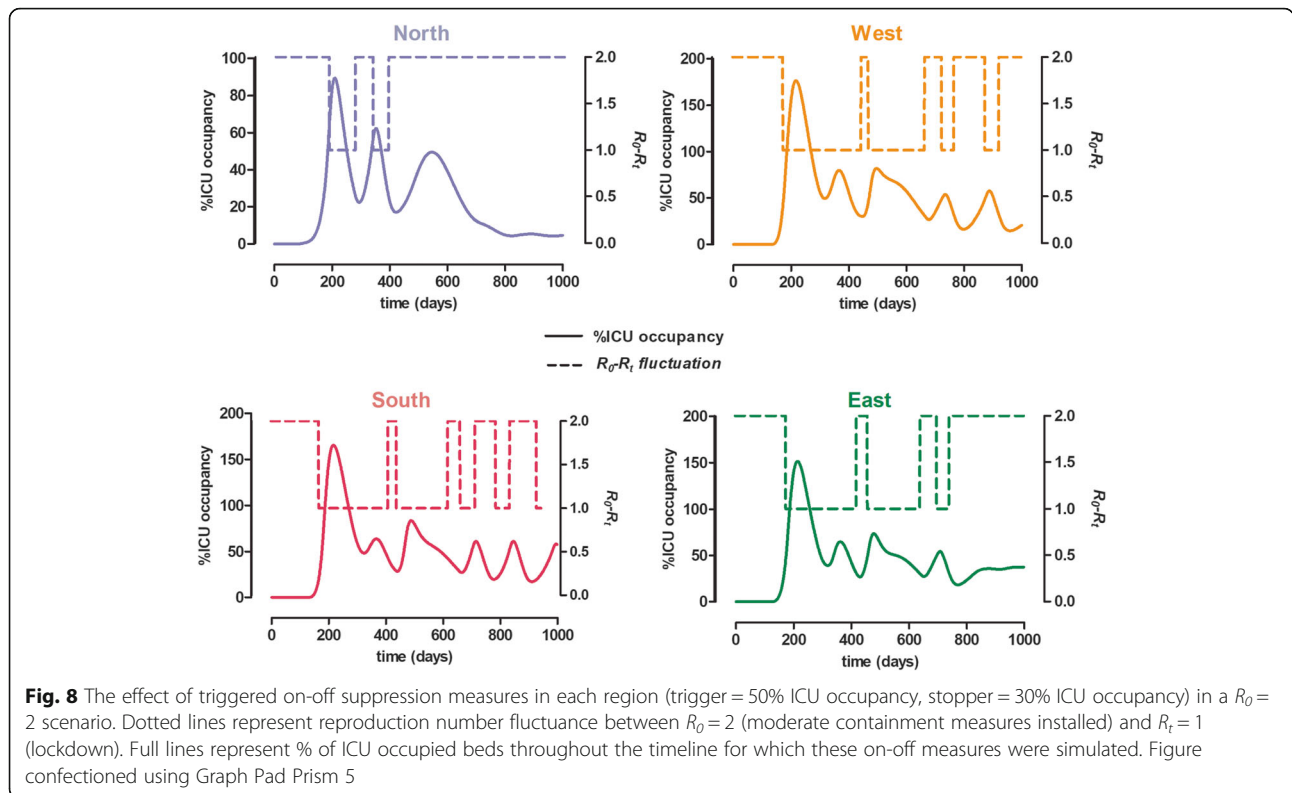 North
%ICU occupancy
100
80
60
40
20
0
2.0
1.5
1.0
0.5
0.0
R₀-Rₜ
0 200 400 600 800 1000
time (days)
West
%ICU occupancy
200
150
100
50
0
2.0
1.5
1.0
0.5
0.0
R₀-Rₜ
0 200 400 600 800 1000
time (days)
%ICU occupancy
R₀-Rₜ fluctuation
South
%ICU occupancy
200
150
100
50
0
2.0
1.5
1.0
0.5
0.0
R₀-Rₜ
0 200 400 600 800 1000
time (days)
East
%ICU occupancy
200
150
100
50
0
2.0
1.5
1.0
0.5
0.0
R₀-Rₜ
0 200 400 600 800 1000
time (days)
Fig. 8 The effect of triggered on-off suppression measures in each region (trigger = 50% ICU occupancy, stopper = 30% ICU occupancy) in a R₀ =
2 scenario. Dotted lines represent reproduction number fluctuance between R₀ = 2 (moderate containment measures installed) and Rₜ = 1
(lockdown). Full lines represent % of ICU occupied beds throughout the timeline for which these on-off measures were simulated. Figure
confectioned using Graph Pad Prism 5